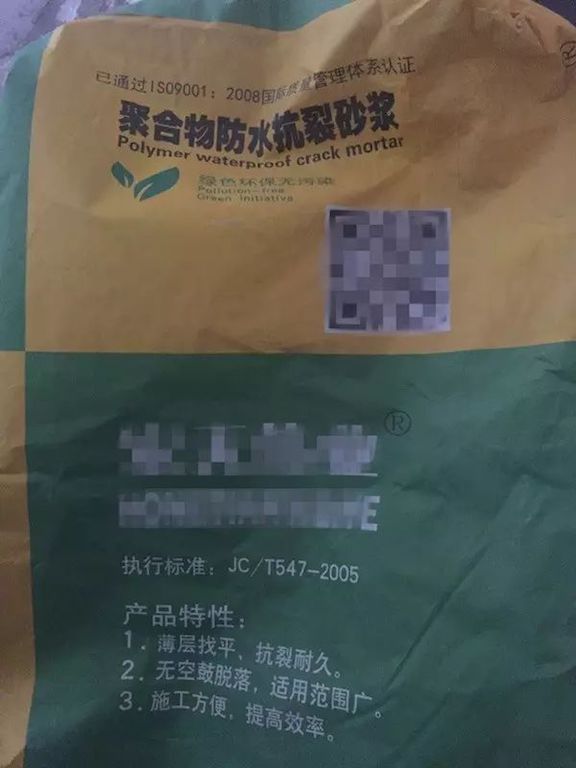 已通过ISO9001：2008国际质量管理体系认证
聚合物防水抗裂砂浆
Polymer waterproof crack mortar
绿色环保无污染
Pollution-free
Green initiative
®
执行标准：JC/T547-2005
产品特性：
1．薄层找平、抗裂耐久。
2．无空鼓脱落，适用范围广。
3．施工方便，提高效率。